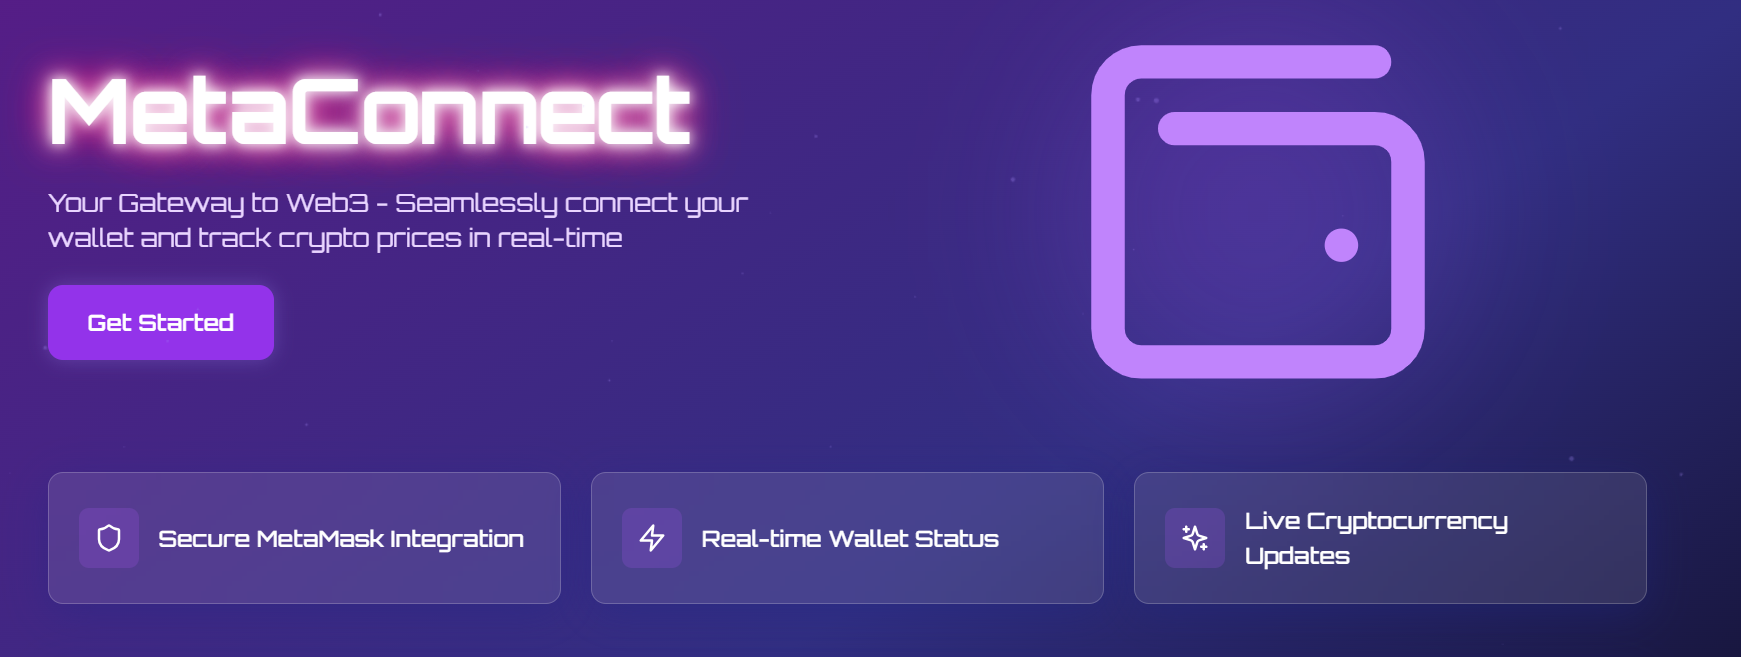 MetaConnect
Your Gateway to Web3 - Seamlessly connect your
wallet and track crypto prices in real-time
Get Started
Secure MetaMask Integration
Real-time Wallet Status
Live Cryptocurrency
Updates